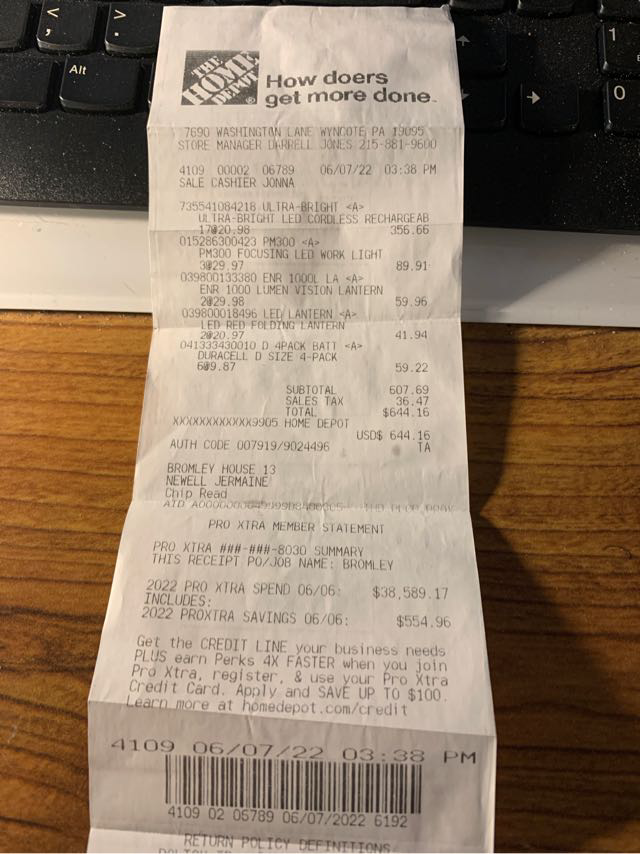 <
,
>
.
Alt
1
End
0
THE
HOME
DEPOT
®
How doers
get more done™
7690 WASHINGTON LANE WYNCOTE PA 19095
STORE MANAGER DARRELL JONES 215-881-9600
4109 00002 06789 06/07/22 03:38 PM
SALE CASHIER JONNA
735541084218 ULTRA-BRIGHT <A>
ULTRA-BRIGHT LED CORDLESS RECHARGEAB
17@20.98 356.66
015286300423 PM300 <A>
PM300 FOCUSING LED WORK LIGHT
3@29.97 89.91
039800133380 ENR 1000L LA <A>
ENR 1000 LUMEN VISION LANTERN
2@29.98 59.96
039800018496 LED LANTERN <A>
LED RED FOLDING LANTERN
2@20.97 41.94
041333430010 D 4PACK BATT <A>
DURACELL D SIZE 4-PACK
6@9.87 59.22
SUBTOTAL 607.69
SALES TAX 36.47
TOTAL $644.16
XXXXXXXXXXXX9905 HOME DEPOT
USD$ 644.16
AUTH CODE 007919/9024496 TA
BROMLEY HOUSE 13
NEWELL JERMAINE
Chip Read
AID
PRO XTRA MEMBER STATEMENT
PRO XTRA ###-###-8030 SUMMARY
THIS RECEIPT PO/JOB NAME: BROMLEY
2022 PRO XTRA SPEND 06/06: $38,589.17
INCLUDES:
2022 PROXTRA SAVINGS 06/06: $554.96
Get the CREDIT LINE your business needs
PLUS earn Perks 4X FASTER when you join
Pro Xtra, register, & use your Pro Xtra
Credit Card. Apply and SAVE UP TO $100.
Learn more at homedepot.com/credit
4109 06/07/22 03:38 PM
4109 02 06789 06/07/2022 6192
RETURN POLICY DEFINITIONS